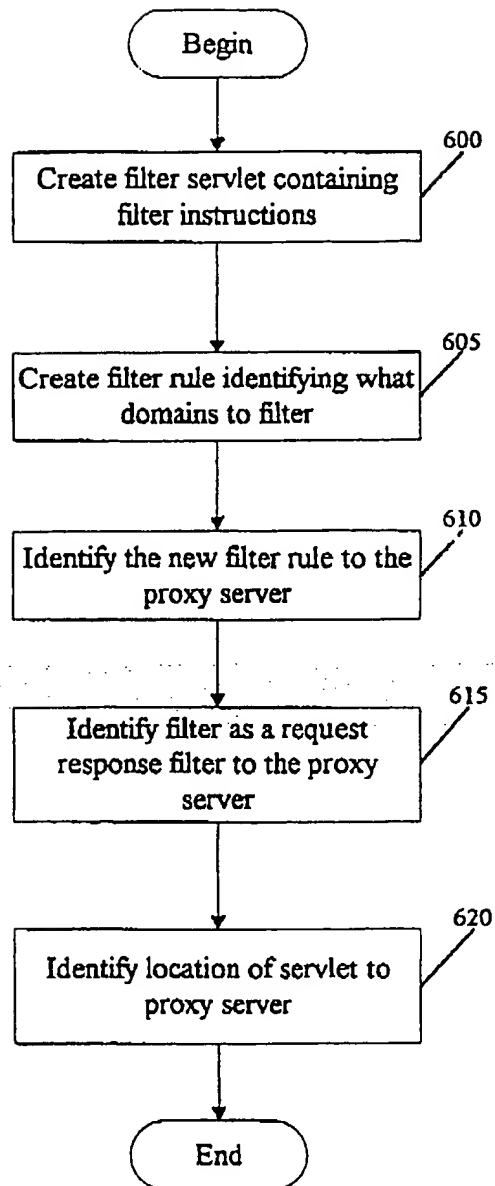 Begin
600
Create filter servlet containing
filter instructions
605
Create filter rule identifying what
domains to filter
610
Identify the new filter rule to the
proxy server
615
Identify filter as a request
response filter to the proxy
server
620
Identify location of servlet to
proxy server
End